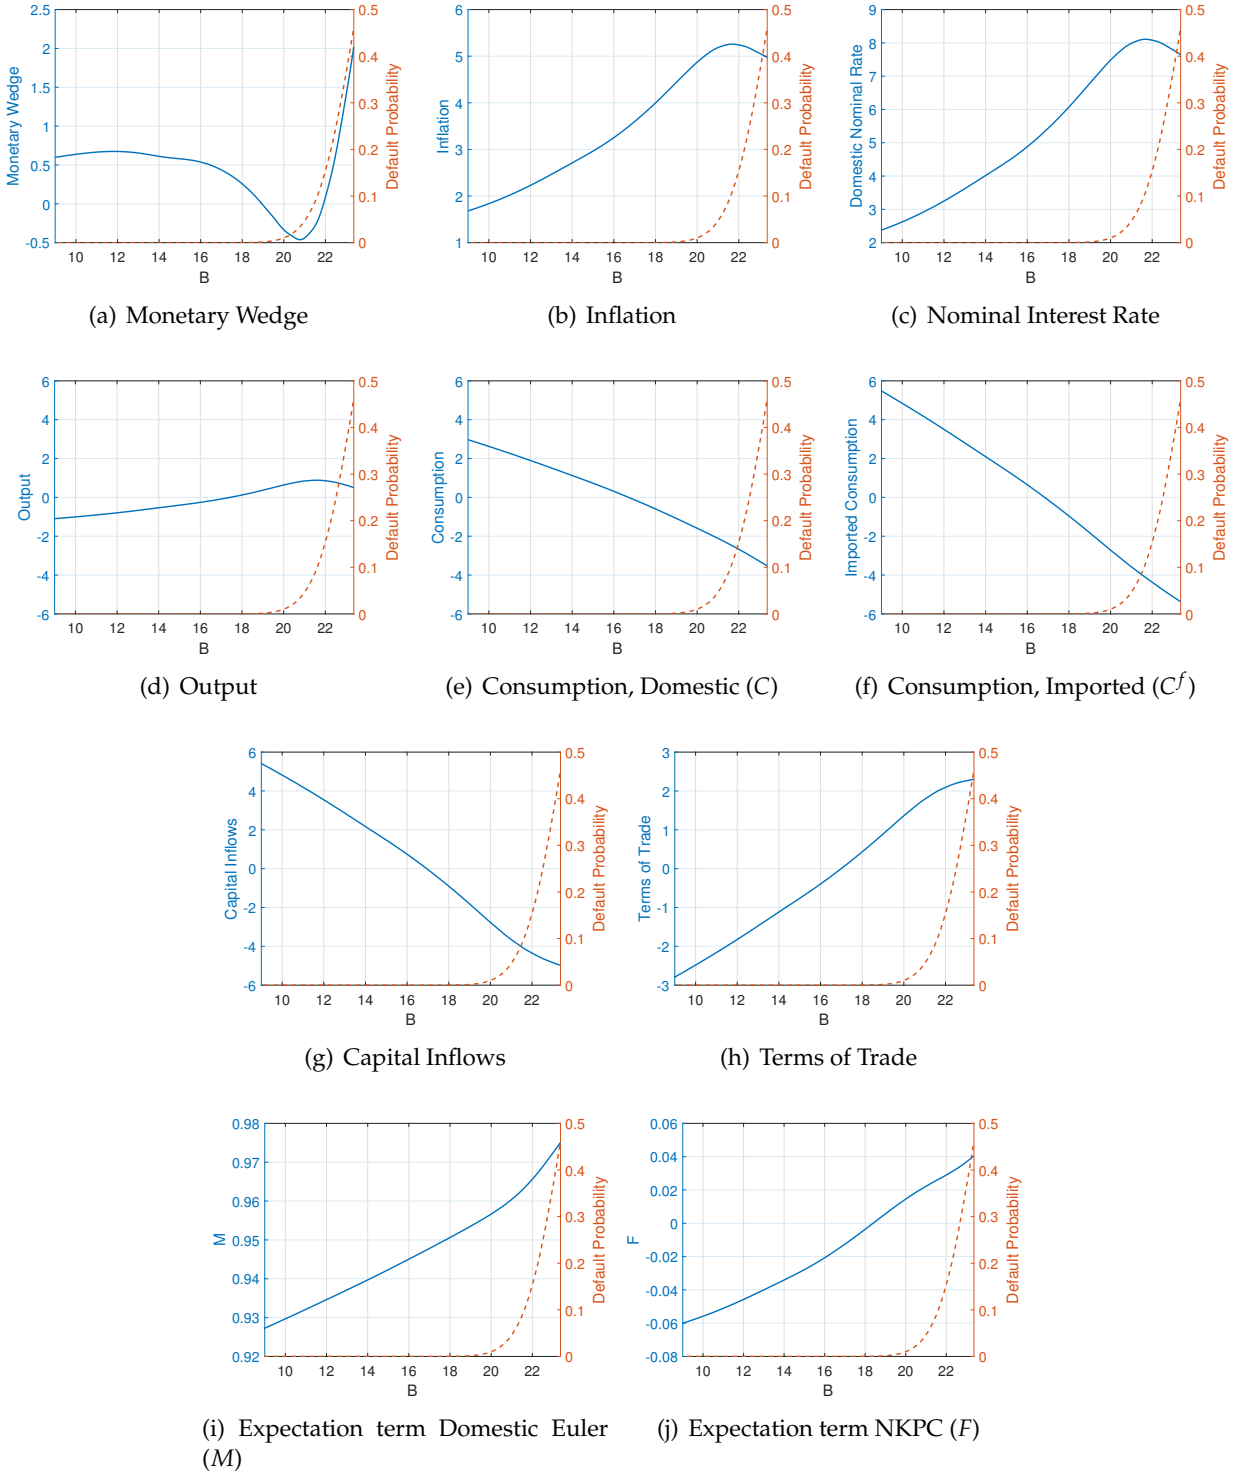 Monetary Wedge
2.5
2
1.5
1
0.5
0
-0.5
10 12 14 16 18 20 22
B
0.5
0.4
0.3
0.2
0.1
0
Default Probability
(a) Monetary Wedge
Inflation
6
5
4
3
2
1
10 12 14 16 18 20 22
B
0.5
0.4
0.3
0.2
0.1
0
Default Probability
(b) Inflation
Domestic Nominal Rate
9
8
7
6
5
4
3
2
10 12 14 16 18 20 22
B
0.5
0.4
0.3
0.2
0.1
0
Default Probability
(c) Nominal Interest Rate
Output
6
4
2
0
-2
-4
-6
10 12 14 16 18 20 22
B
0.5
0.4
0.3
0.2
0.1
0
Default Probability
(d) Output
Consumption
6
4
2
0
-2
-4
-6
10 12 14 16 18 20 22
B
0.5
0.4
0.3
0.2
0.1
0
Default Probability
(e) Consumption, Domestic (C)
Imported Consumption
6
4
2
0
-2
-4
-6
10 12 14 16 18 20 22
B
0.5
0.4
0.3
0.2
0.1
0
Default Probability
(f) Consumption, Imported (C^f)
Capital Inflows
6
4
2
0
-2
-4
-6
10 12 14 16 18 20 22
B
0.5
0.4
0.3
0.2
0.1
0
Default Probability
(g) Capital Inflows
Terms of Trade
3
2
1
0
-1
-2
-3
10 12 14 16 18 20 22
B
0.5
0.4
0.3
0.2
0.1
0
Default Probability
(h) Terms of Trade
M
0.98
0.97
0.96
0.95
0.94
0.93
0.92
10 12 14 16 18 20 22
B
0.5
0.4
0.3
0.2
0.1
0
Default Probability
(i) Expectation term Domestic Euler
(M)
F
0.06
0.04
0.02
0
-0.02
-0.04
-0.06
-0.08
10 12 14 16 18 20 22
B
0.5
0.4
0.3
0.2
0.1
0
Default Probability
(j) Expectation term NKPC (F)